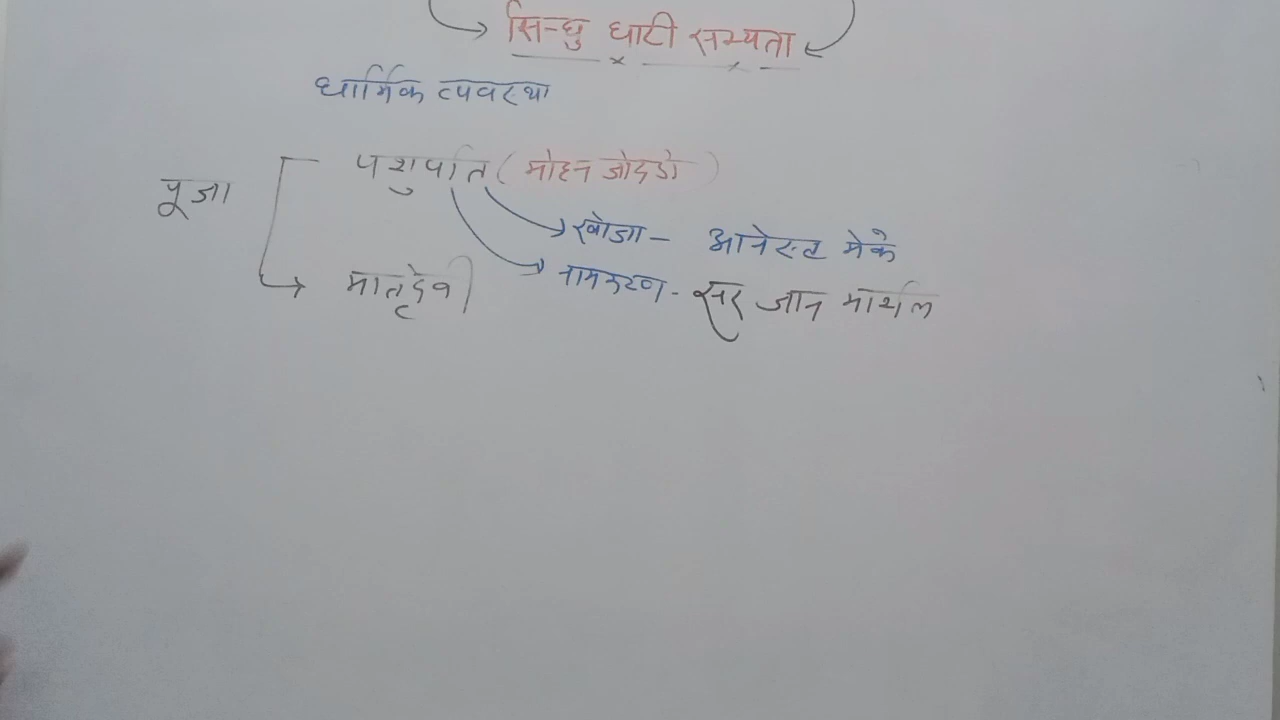 सिन्धु घाटी सभ्यता
धार्मिक व्यवस्था
पूजा
पशुपति (मोहन जोदडो)
खोजा - आनेस्ट मेके
नामकरण - सर जान मार्शल
मातृदेवी